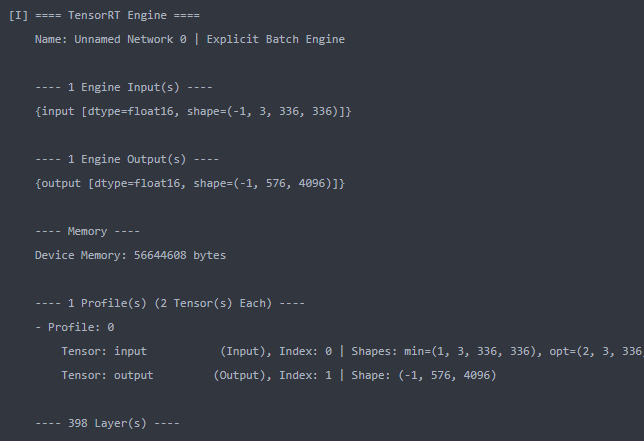 [I] ==== TensorRT Engine ====
Name: Unnamed Network 0 | Explicit Batch Engine
---- 1 Engine Input(s) ----
{input [dtype=float16, shape=(-1, 3, 336, 336)]}
---- 1 Engine Output(s) ----
{output [dtype=float16, shape=(-1, 576, 4096)]}
---- Memory ----
Device Memory: 56644608 bytes
---- 1 Profile(s) (2 Tensor(s) Each) ----
- Profile: 0
Tensor: input (Input), Index: 0 | Shapes: min=(1, 3, 336, 336), opt=(2, 3, 336,
Tensor: output (Output), Index: 1 | Shape: (-1, 576, 4096)
---- 398 Layer(s) ----